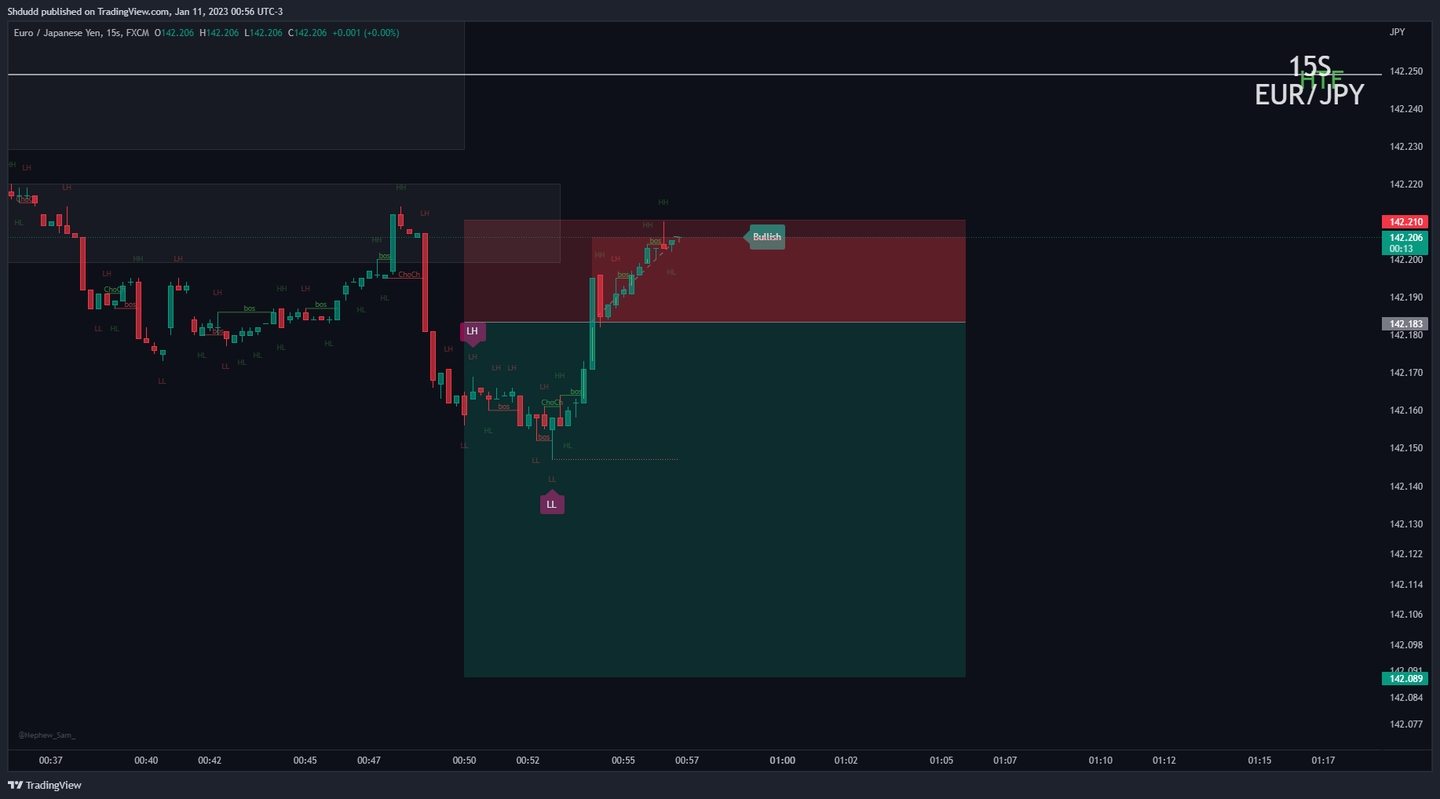 Shdudd published on TradingView.com, Jan 11, 2023 00:56 UTC-3
Euro / Japanese Yen, 15s, FXCM O142.206 H142.206 L142.206 C142.206 +0.001 (+0.00%)
JPY
15S
HTF
EUR/JPY
142.250
142.240
142.230
142.220
142.210
142.206
00:13
142.200
142.190
142.183
142.180
142.170
142.160
142.150
142.140
142.130
142.122
142.114
142.106
142.098
142.091
142.089
142.084
142.077
HH LH
LH
ChoCh
HL
HH
LH
LH
ChoCh
bos
LL HL
LL
LH
bos
bos
HL
LL
HL
HL
HH
LH
bos
HL
HL
HH
HH
LH
bos
ChoCh
HL
HL
LH
LH
LH
LH LH
bos
HL
LL
LH
HH
ChoCh
bos
bos
HL
LL
LL
LL
HH
LH
bos
HH
HH
bos
HL
Bullish
@Nephew_Sam_
00:37 00:40 00:42 00:45 00:47 00:50 00:52 00:55 00:57 01:00 01:02 01:05 01:07 01:10 01:12 01:15 01:17
TradingView